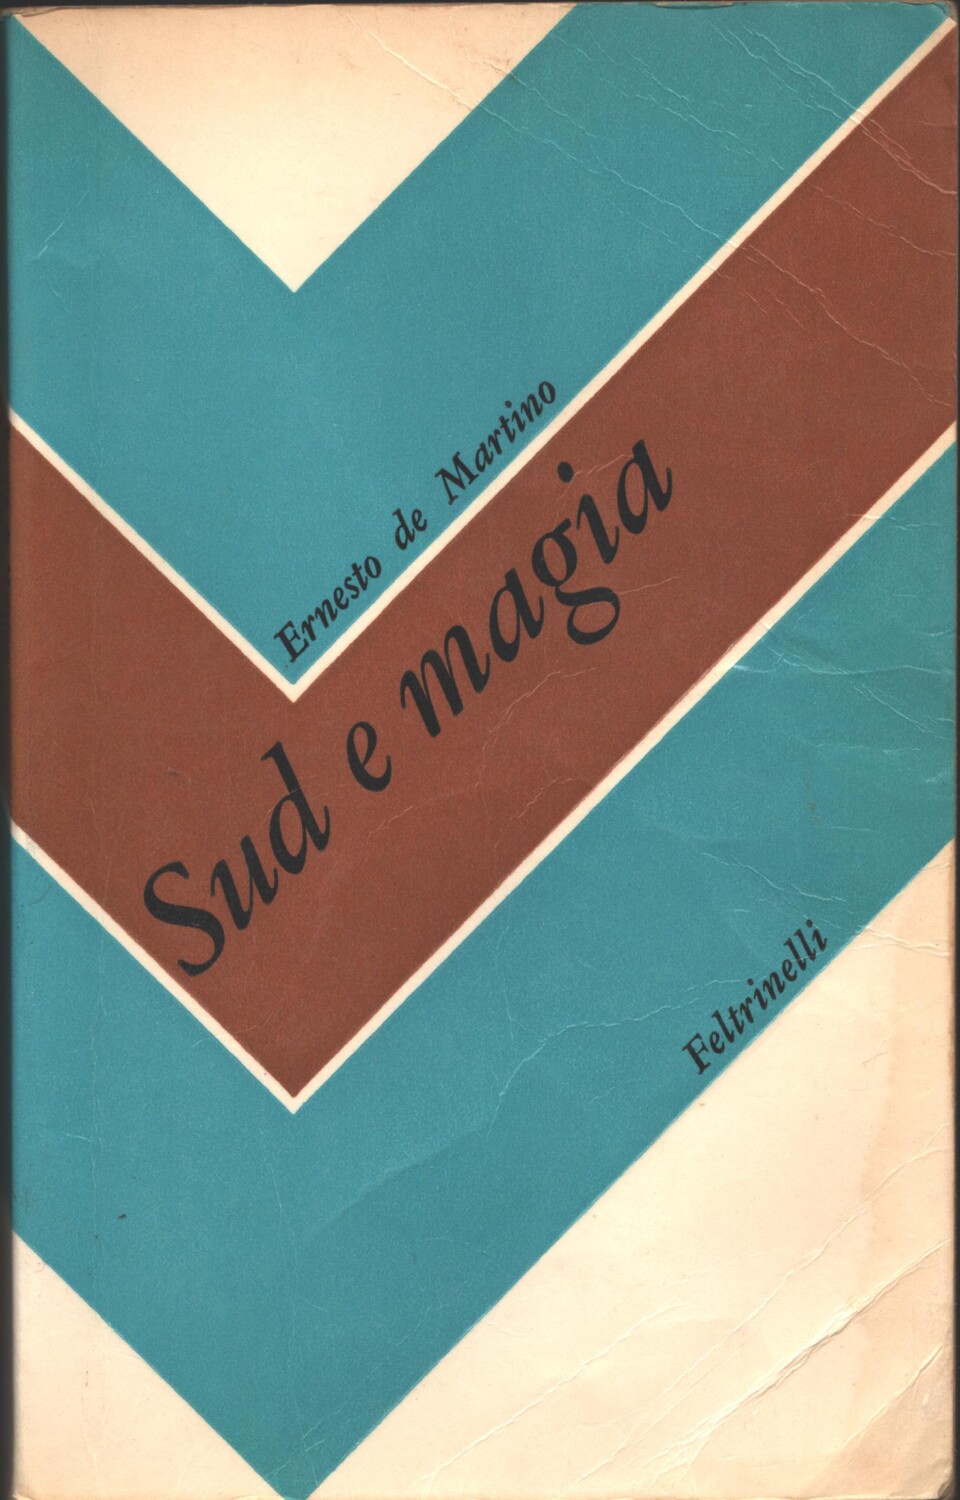 Ernesto de Martino
Sud e magia
Feltrinelli